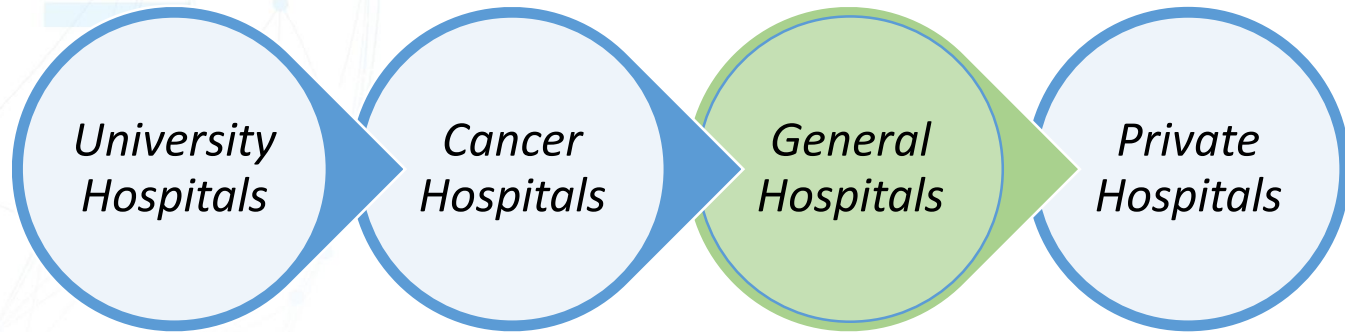 University
Hospitals
Cancer
Hospitals
General
Hospitals
Private
Hospitals